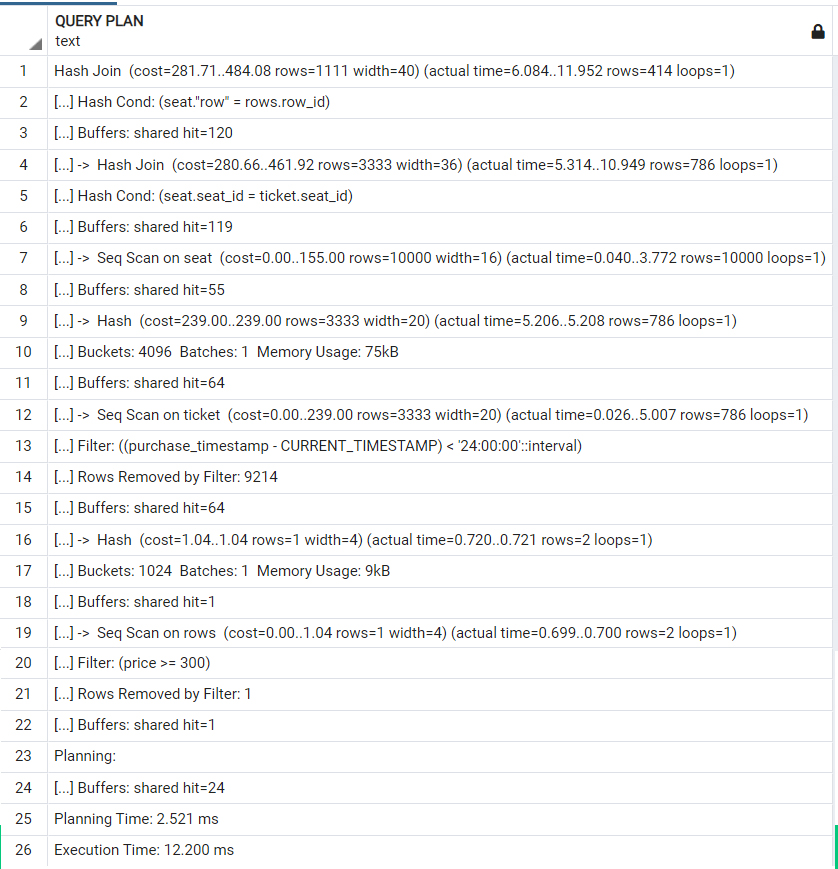 QUERY PLAN
text
1 Hash Join (cost=281.71..484.08 rows=1111 width=40) (actual time=6.084..11.952 rows=414 loops=1)
2 [...] Hash Cond: (seat."row" = rows.row_id)
3 [...] Buffers: shared hit=120
4 [...] -> Hash Join (cost=280.66..461.92 rows=3333 width=36) (actual time=5.314..10.949 rows=786 loops=1)
5 [...] Hash Cond: (seat.seat_id = ticket.seat_id)
6 [...] Buffers: shared hit=119
7 [...] -> Seq Scan on seat (cost=0.00..155.00 rows=10000 width=16) (actual time=0.040..3.772 rows=10000 loops=1)
8 [...] Buffers: shared hit=55
9 [...] -> Hash (cost=239.00..239.00 rows=3333 width=20) (actual time=5.206..5.208 rows=786 loops=1)
10 [...] Buckets: 4096 Batches: 1 Memory Usage: 75kB
11 [...] Buffers: shared hit=64
12 [...] -> Seq Scan on ticket (cost=0.00..239.00 rows=3333 width=20) (actual time=0.026..5.007 rows=786 loops=1)
13 [...] Filter: ((purchase_timestamp - CURRENT_TIMESTAMP) < '24:00:00'::interval)
14 [...] Rows Removed by Filter: 9214
15 [...] Buffers: shared hit=64
16 [...] -> Hash (cost=1.04..1.04 rows=1 width=4) (actual time=0.720..0.721 rows=2 loops=1)
17 [...] Buckets: 1024 Batches: 1 Memory Usage: 9kB
18 [...] Buffers: shared hit=1
19 [...] -> Seq Scan on rows (cost=0.00..1.04 rows=1 width=4) (actual time=0.699..0.700 rows=2 loops=1)
20 [...] Filter: (price >= 300)
21 [...] Rows Removed by Filter: 1
22 [...] Buffers: shared hit=1
23 Planning:
24 [...] Buffers: shared hit=24
25 Planning Time: 2.521 ms
26 Execution Time: 12.200 ms